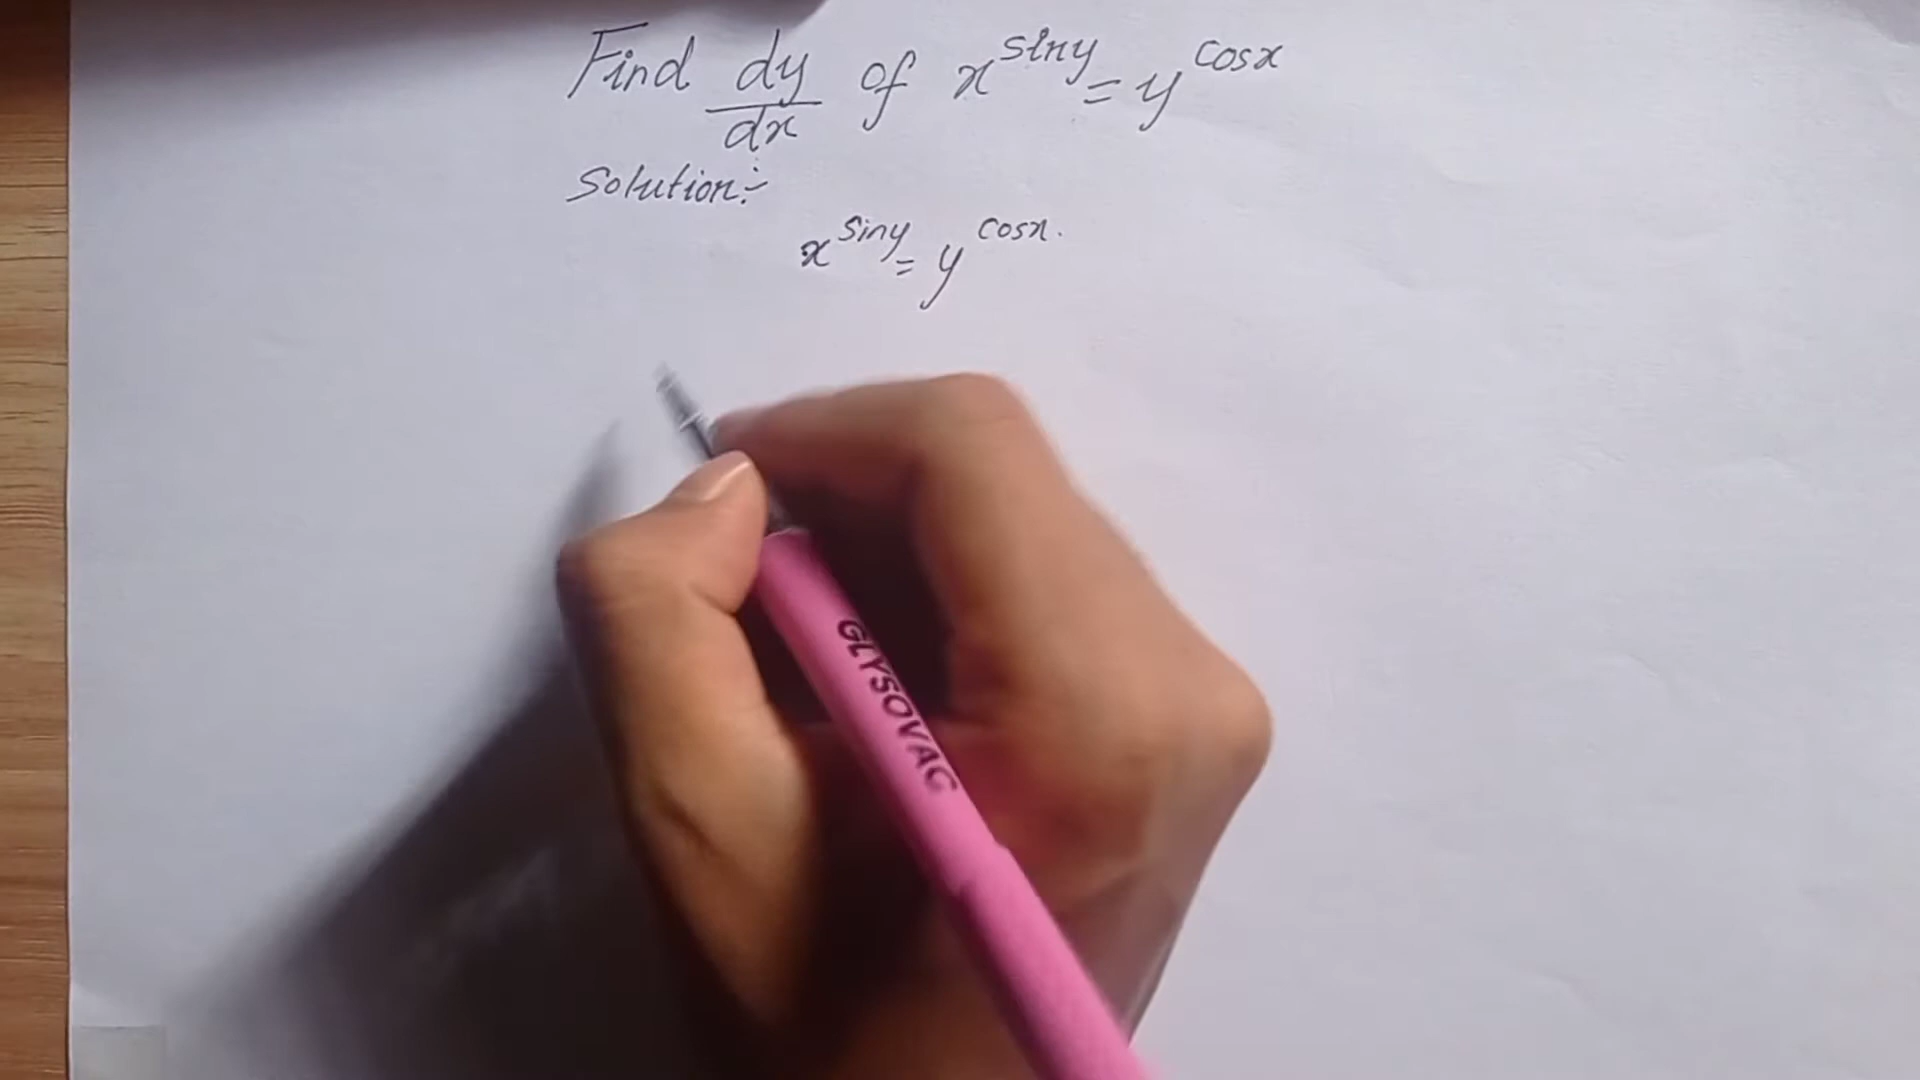 Find dy/dx of x^siny = y^cosx
Solution:-
x^siny = y^cosx.
GLYSOVAC